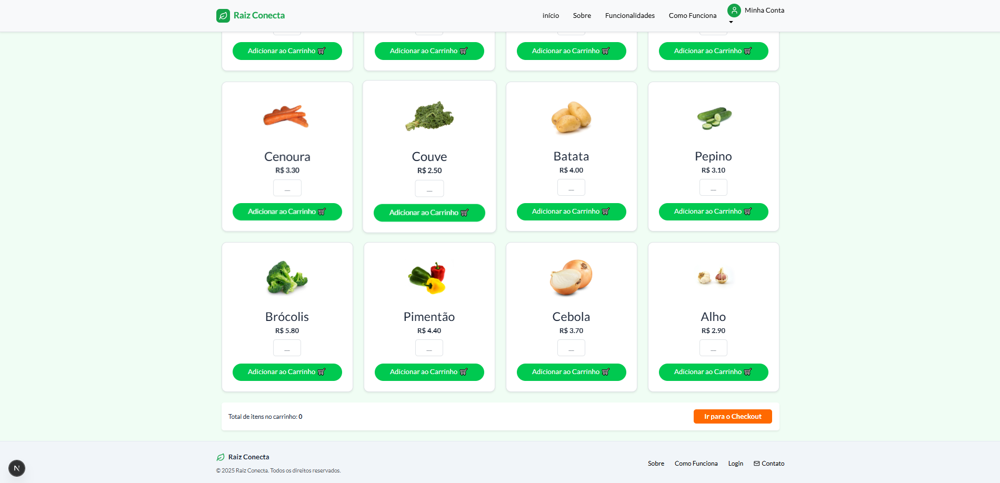 Raiz Conecta
início Sobre Funcionalidades Como Funciona Minha Conta
Adicionar ao Carrinho Adicionar ao Carrinho Adicionar ao Carrinho Adicionar ao Carrinho
Cenoura Couve Batata Pepino
R$ 3.30 R$ 2.50 R$ 4.00 R$ 3.10
Adicionar ao Carrinho Adicionar ao Carrinho Adicionar ao Carrinho Adicionar ao Carrinho
Brócolis Pimentão Cebola Alho
R$ 5.80 R$ 4.40 R$ 3.70 R$ 2.90
Adicionar ao Carrinho Adicionar ao Carrinho Adicionar ao Carrinho Adicionar ao Carrinho
Total de itens no carrinho: 0 Ir para o Checkout
Raiz Conecta
© 2025 Raiz Conecta. Todos os direitos reservados.
Sobre Como Funciona Login Contato
N